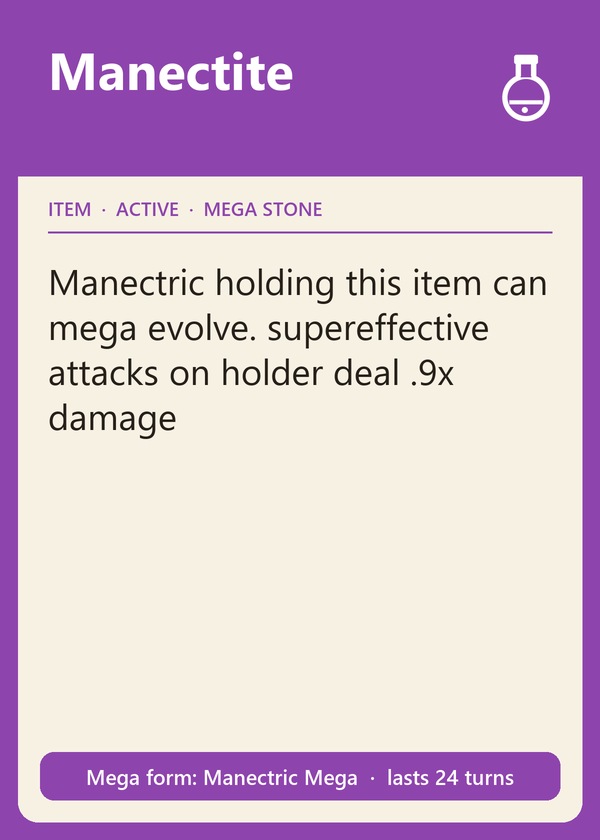 Manectite
ITEM · ACTIVE · MEGA STONE
Manectric holding this item can
mega evolve. supereffective
attacks on holder deal .9x
damage
Mega form: Manectric Mega · lasts 24 turns